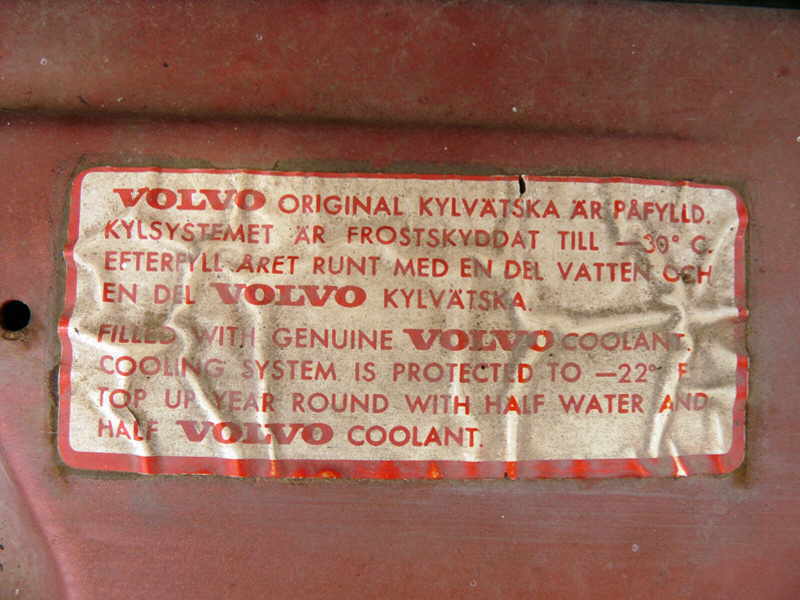 VOLVO ORIGINAL KYLVÄTSKA ÄR PÅFYLLD.
KYLSYSTEMET ÄR FROSTSKYDDAT TILL —30° C.
EFTERFYLL ÅRET RUNT MED EN DEL VATTEN OCH
EN DEL VOLVO KYLVÄTSKA.
FILLED WITH GENUINE VOLVO COOLANT.
COOLING SYSTEM IS PROTECTED TO —22° F
TOP UP YEAR ROUND WITH HALF WATER AND
HALF VOLVO COOLANT.